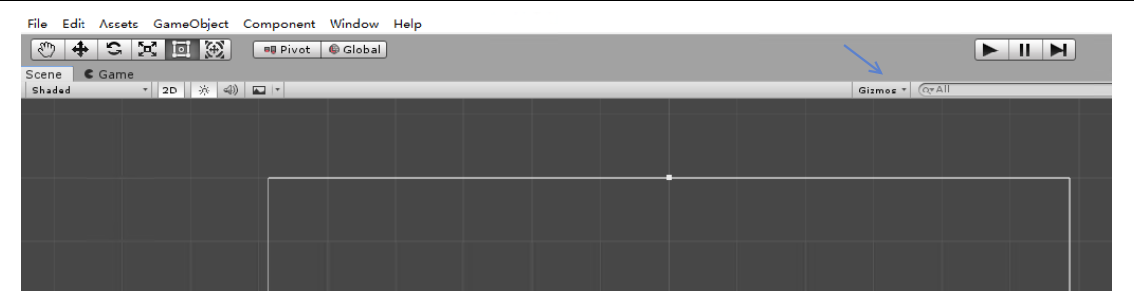 File Edit Assets GameObject Component Window Help
Pivot Global
Scene Game
Shaded 2D Gizmos All